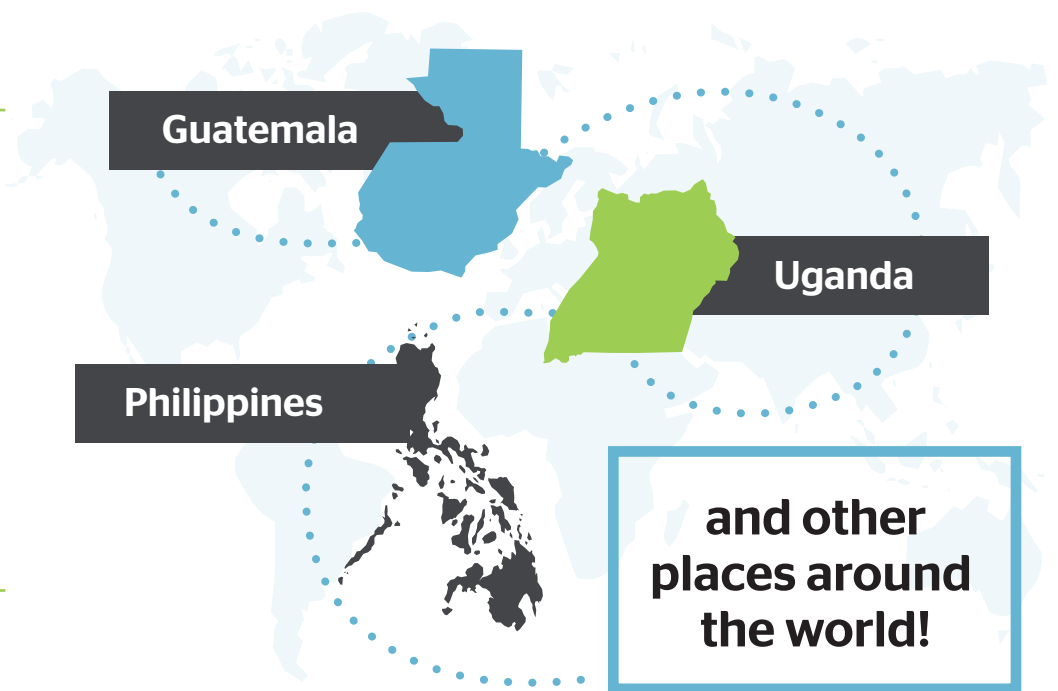 Guatemala
Uganda
Philippines
and other
places around
the world!